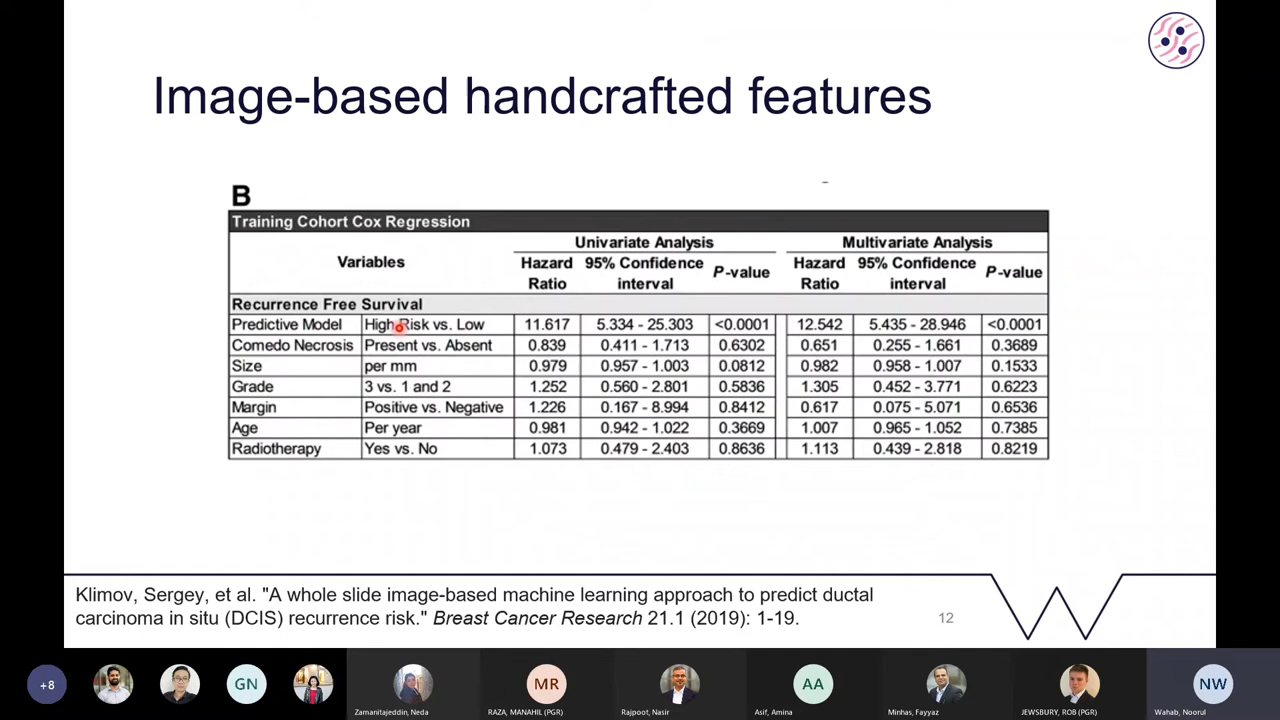 Image-based handcrafted features
B
Training Cohort Cox Regression
Variables
Univariate Analysis
Multivariate Analysis
Hazard Ratio
95% Confidence interval
P-value
Hazard Ratio
95% Confidence interval
P-value
Recurrence Free Survival
Predictive Model High Risk vs. Low 11.617 5.334 - 25.303 <0.0001 12.542 5.435 - 28.946 <0.0001
Comedo Necrosis Present vs. Absent 0.839 0.411 - 1.713 0.6302 0.651 0.255 - 1.661 0.3689
Size per mm 0.979 0.957 - 1.003 0.0812 0.982 0.958 - 1.007 0.1533
Grade 3 vs. 1 and 2 1.252 0.560 - 2.801 0.5836 1.305 0.452 - 3.771 0.6223
Margin Positive vs. Negative 1.226 0.167 - 8.994 0.8412 0.617 0.075 - 5.071 0.6536
Age Per year 0.981 0.942 - 1.022 0.3669 1.007 0.965 - 1.052 0.7385
Radiotherapy Yes vs. No 1.073 0.479 - 2.403 0.8636 1.113 0.439 - 2.818 0.8219
Klimov, Sergey, et al. "A whole slide image-based machine learning approach to predict ductal
carcinoma in situ (DCIS) recurrence risk." Breast Cancer Research 21.1 (2019): 1-19.
12
+8
GN
Zamanitajeddin, Neda
MR
RAZA, MANAHIL (PGR)
Rajpoot, Nasir
AA
Asif, Amina
Minhas, Fayyaz
JEWSBURY, ROB (PGR)
NW
Wahab, Noorul